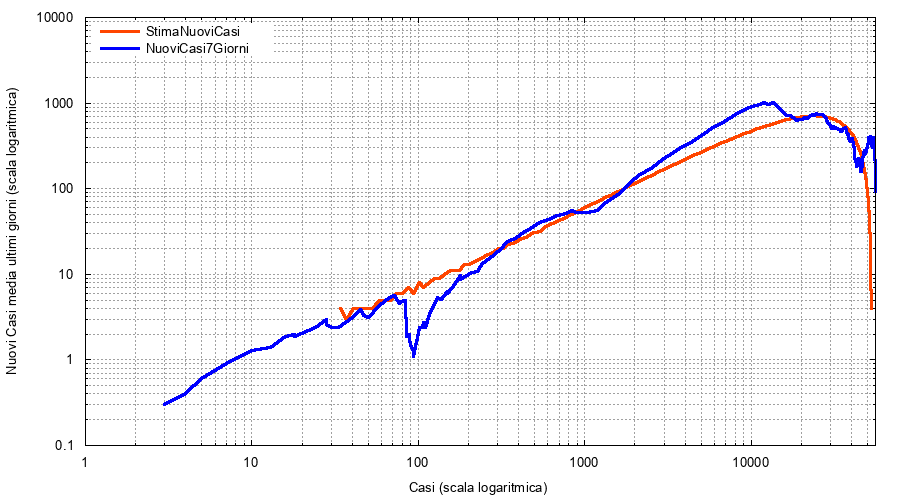 10000
StimaNuoviCasi
NuoviCasi7Giorni
1000
100
10
1
0.1
Nuovi Casi media ultimi giorni (scala logaritmica)
1 10 100 1000 10000
Casi (scala logaritmica)